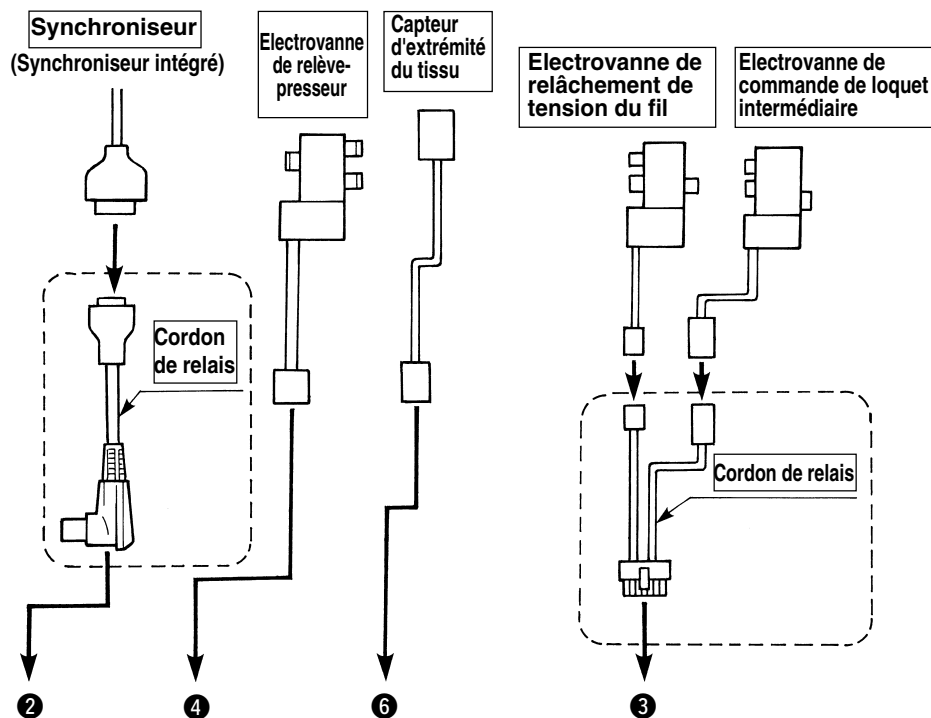 Synchroniseur
(Synchroniseur intégré)
Electrovanne
de relève-
presseur
Capteur
d'extrémité
du tissu
Electrovanne de
relâchement de
tension du fil
Electrovanne de
commande de loquet
intermédiaire
Cordon
de relais
Cordon de relais
❷
❹
❻
❸